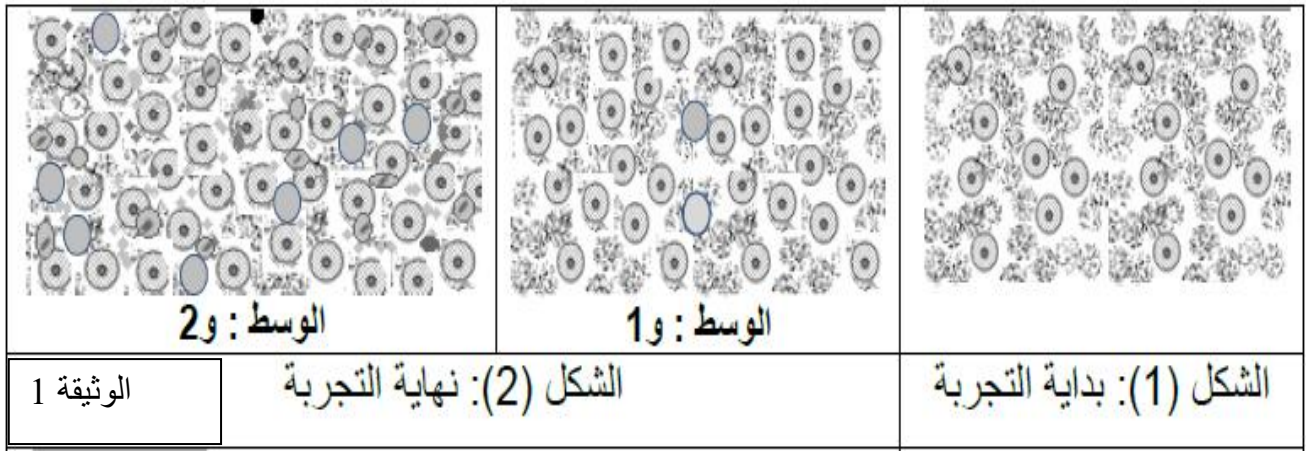 الوسط : و1
الوسط : و2
الشكل (1): بداية التجربة
الشكل (2): نهاية التجربة
الوثيقة 1